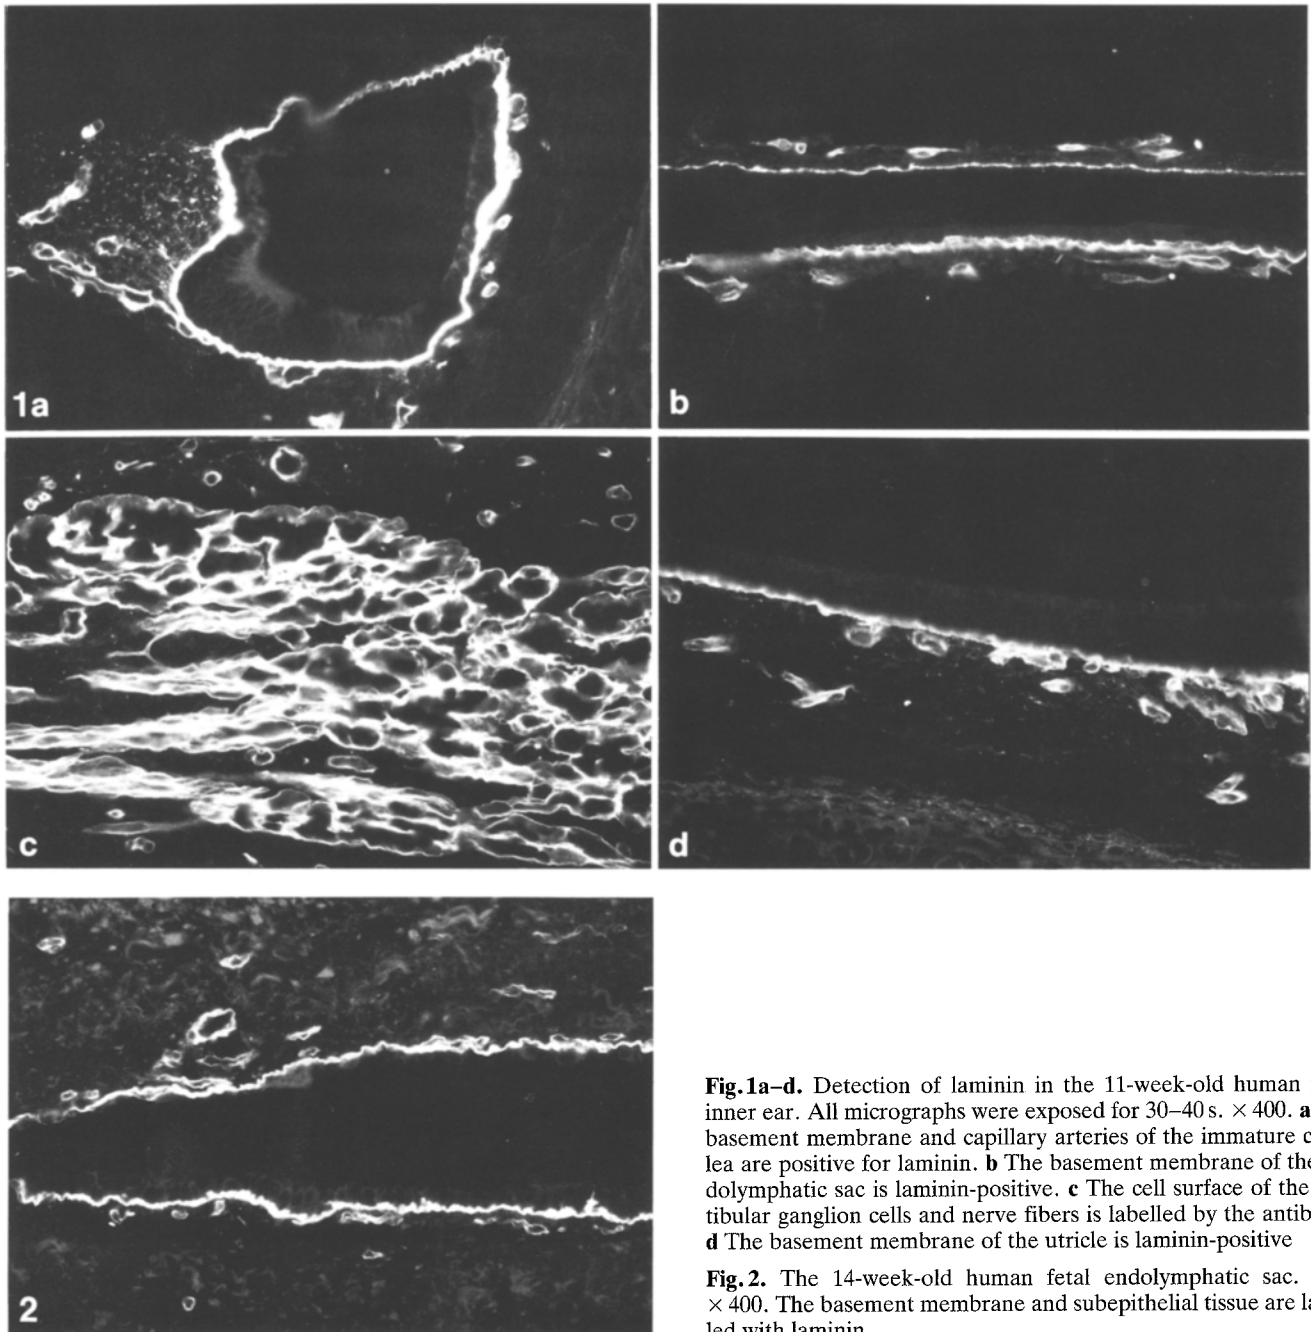 1a
b
c
d
2
Fig.1a–d. Detection of laminin in the 11-week-old human
inner ear. All micrographs were exposed for 30–40 s. × 400. a
basement membrane and capillary arteries of the immature c
lea are positive for laminin. b The basement membrane of the
dolymphatic sac is laminin-positive. c The cell surface of the
tibular ganglion cells and nerve fibers is labelled by the antib
d The basement membrane of the utricle is laminin-positive
Fig.2. The 14-week-old human fetal endolymphatic sac.
× 400. The basement membrane and subepithelial tissue are la
led with laminin